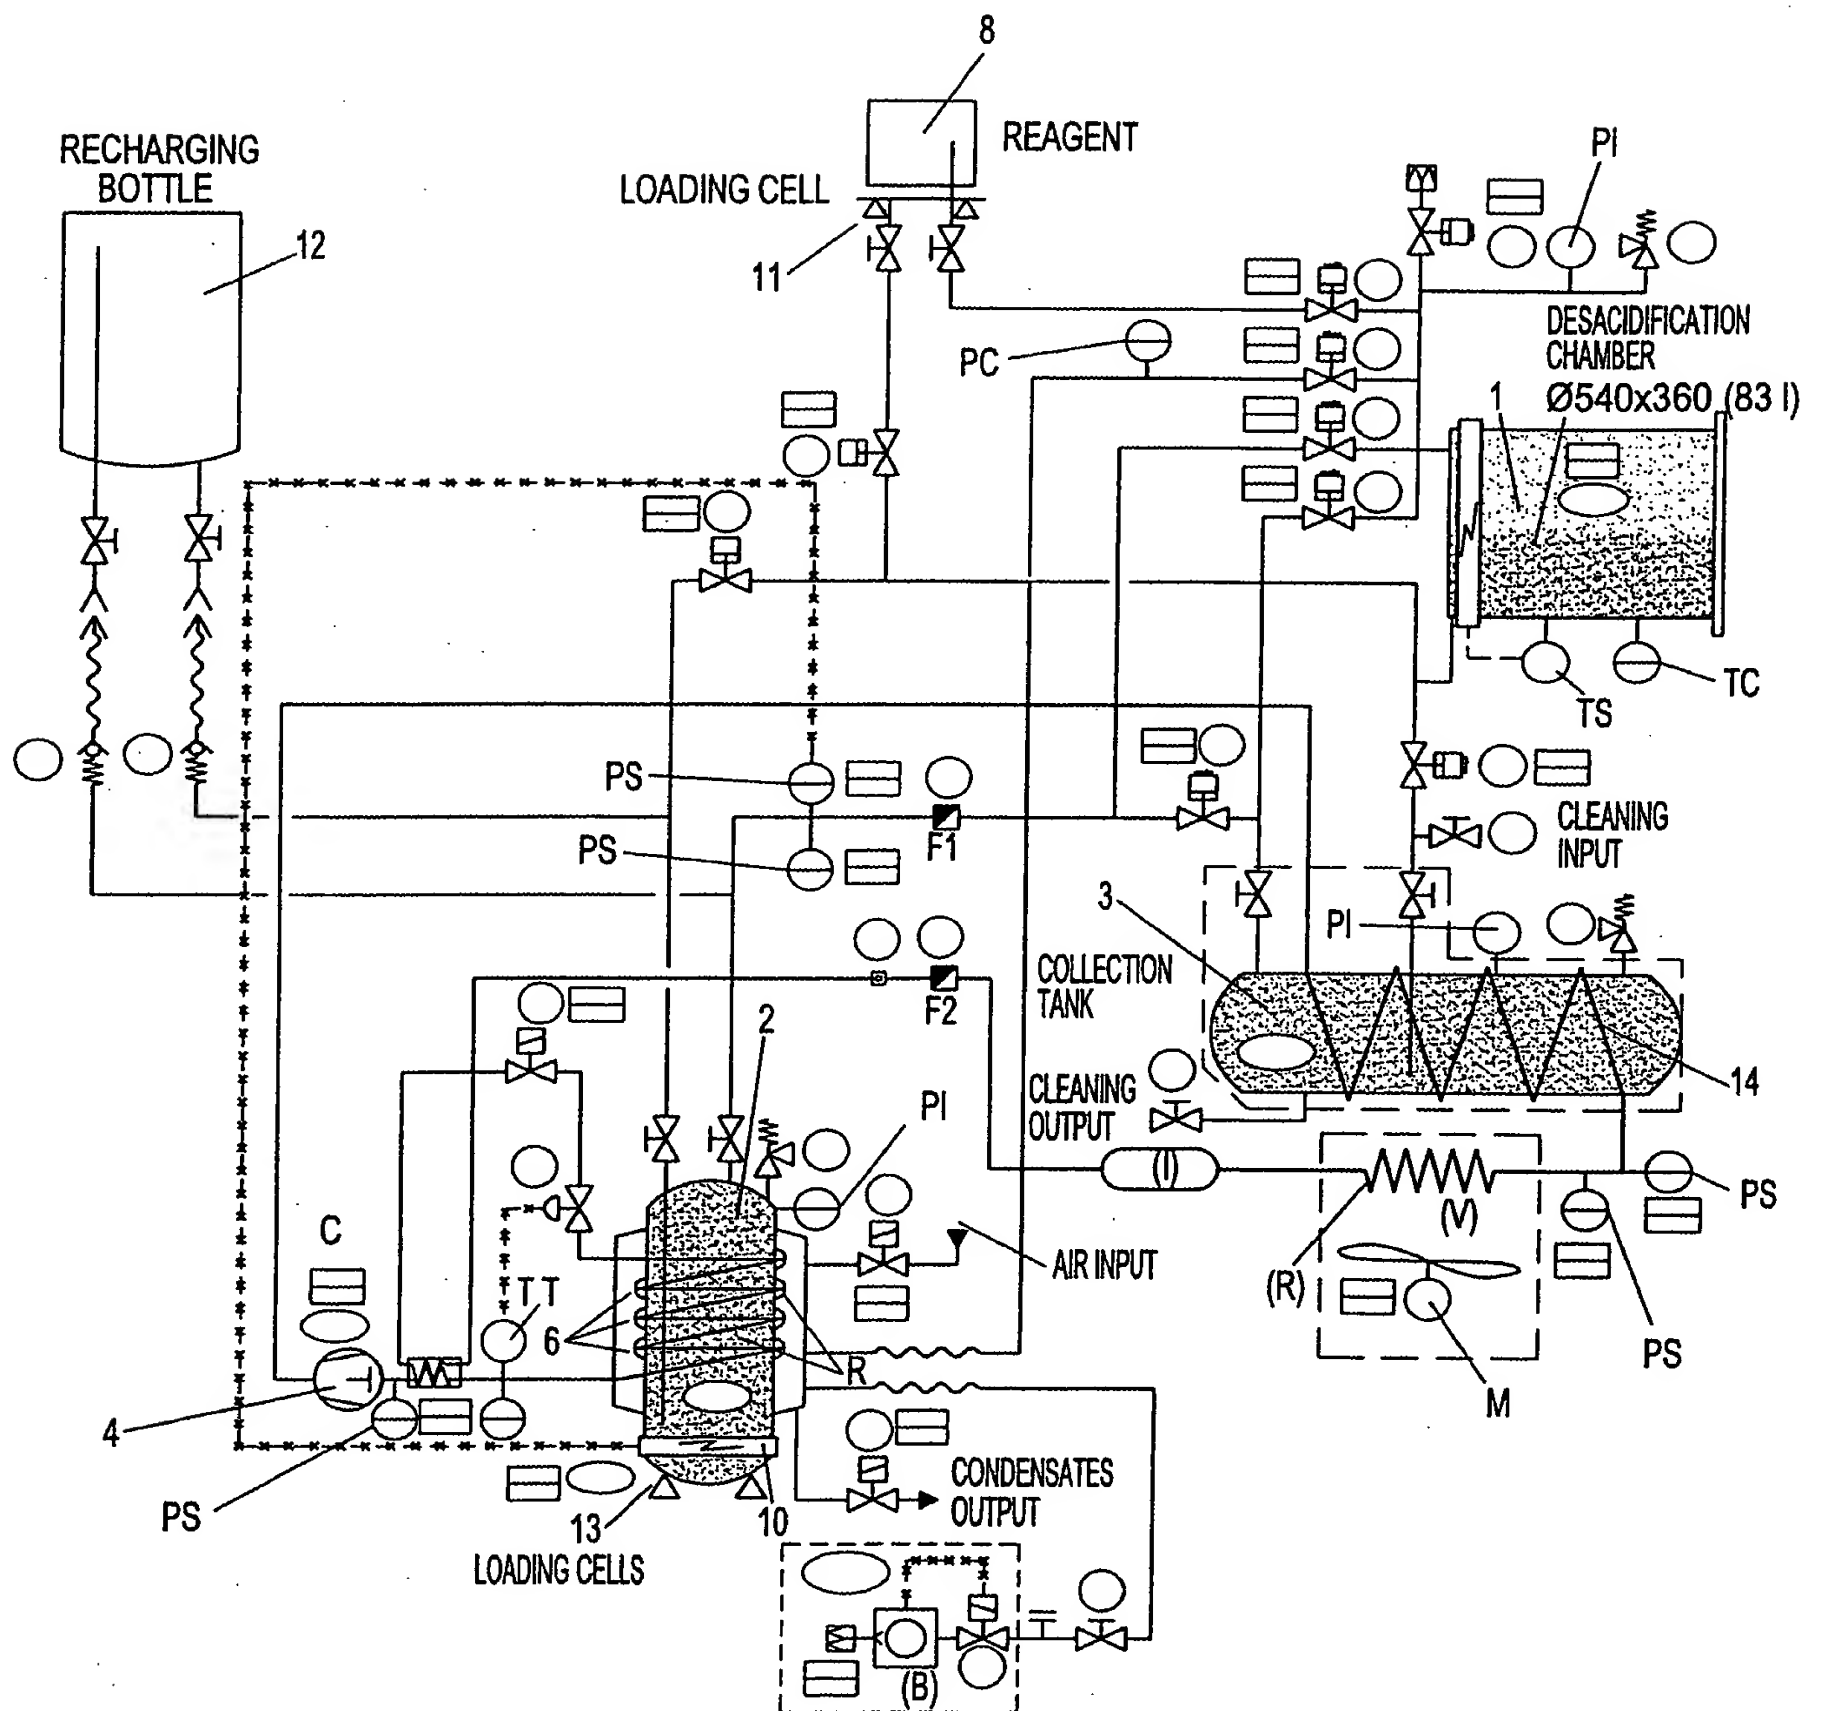 8
REAGENT
RECHARGING
BOTTLE
LOADING CELL
PI
12
11
DESACIDIFICATION
CHAMBER
PC
1
Ø540x360 (83 l)
TC
TS
PS
F1
CLEANING
INPUT
PS
3
PI
COLLECTION
TANK
F2
2
14
CLEANING
OUTPUT
PI
(I)
PS
(V)
C
AIR INPUT
(R)
TT
6
R
PS
M
4
CONDENSATES
OUTPUT
PS
13
10
LOADING CELLS
(B)